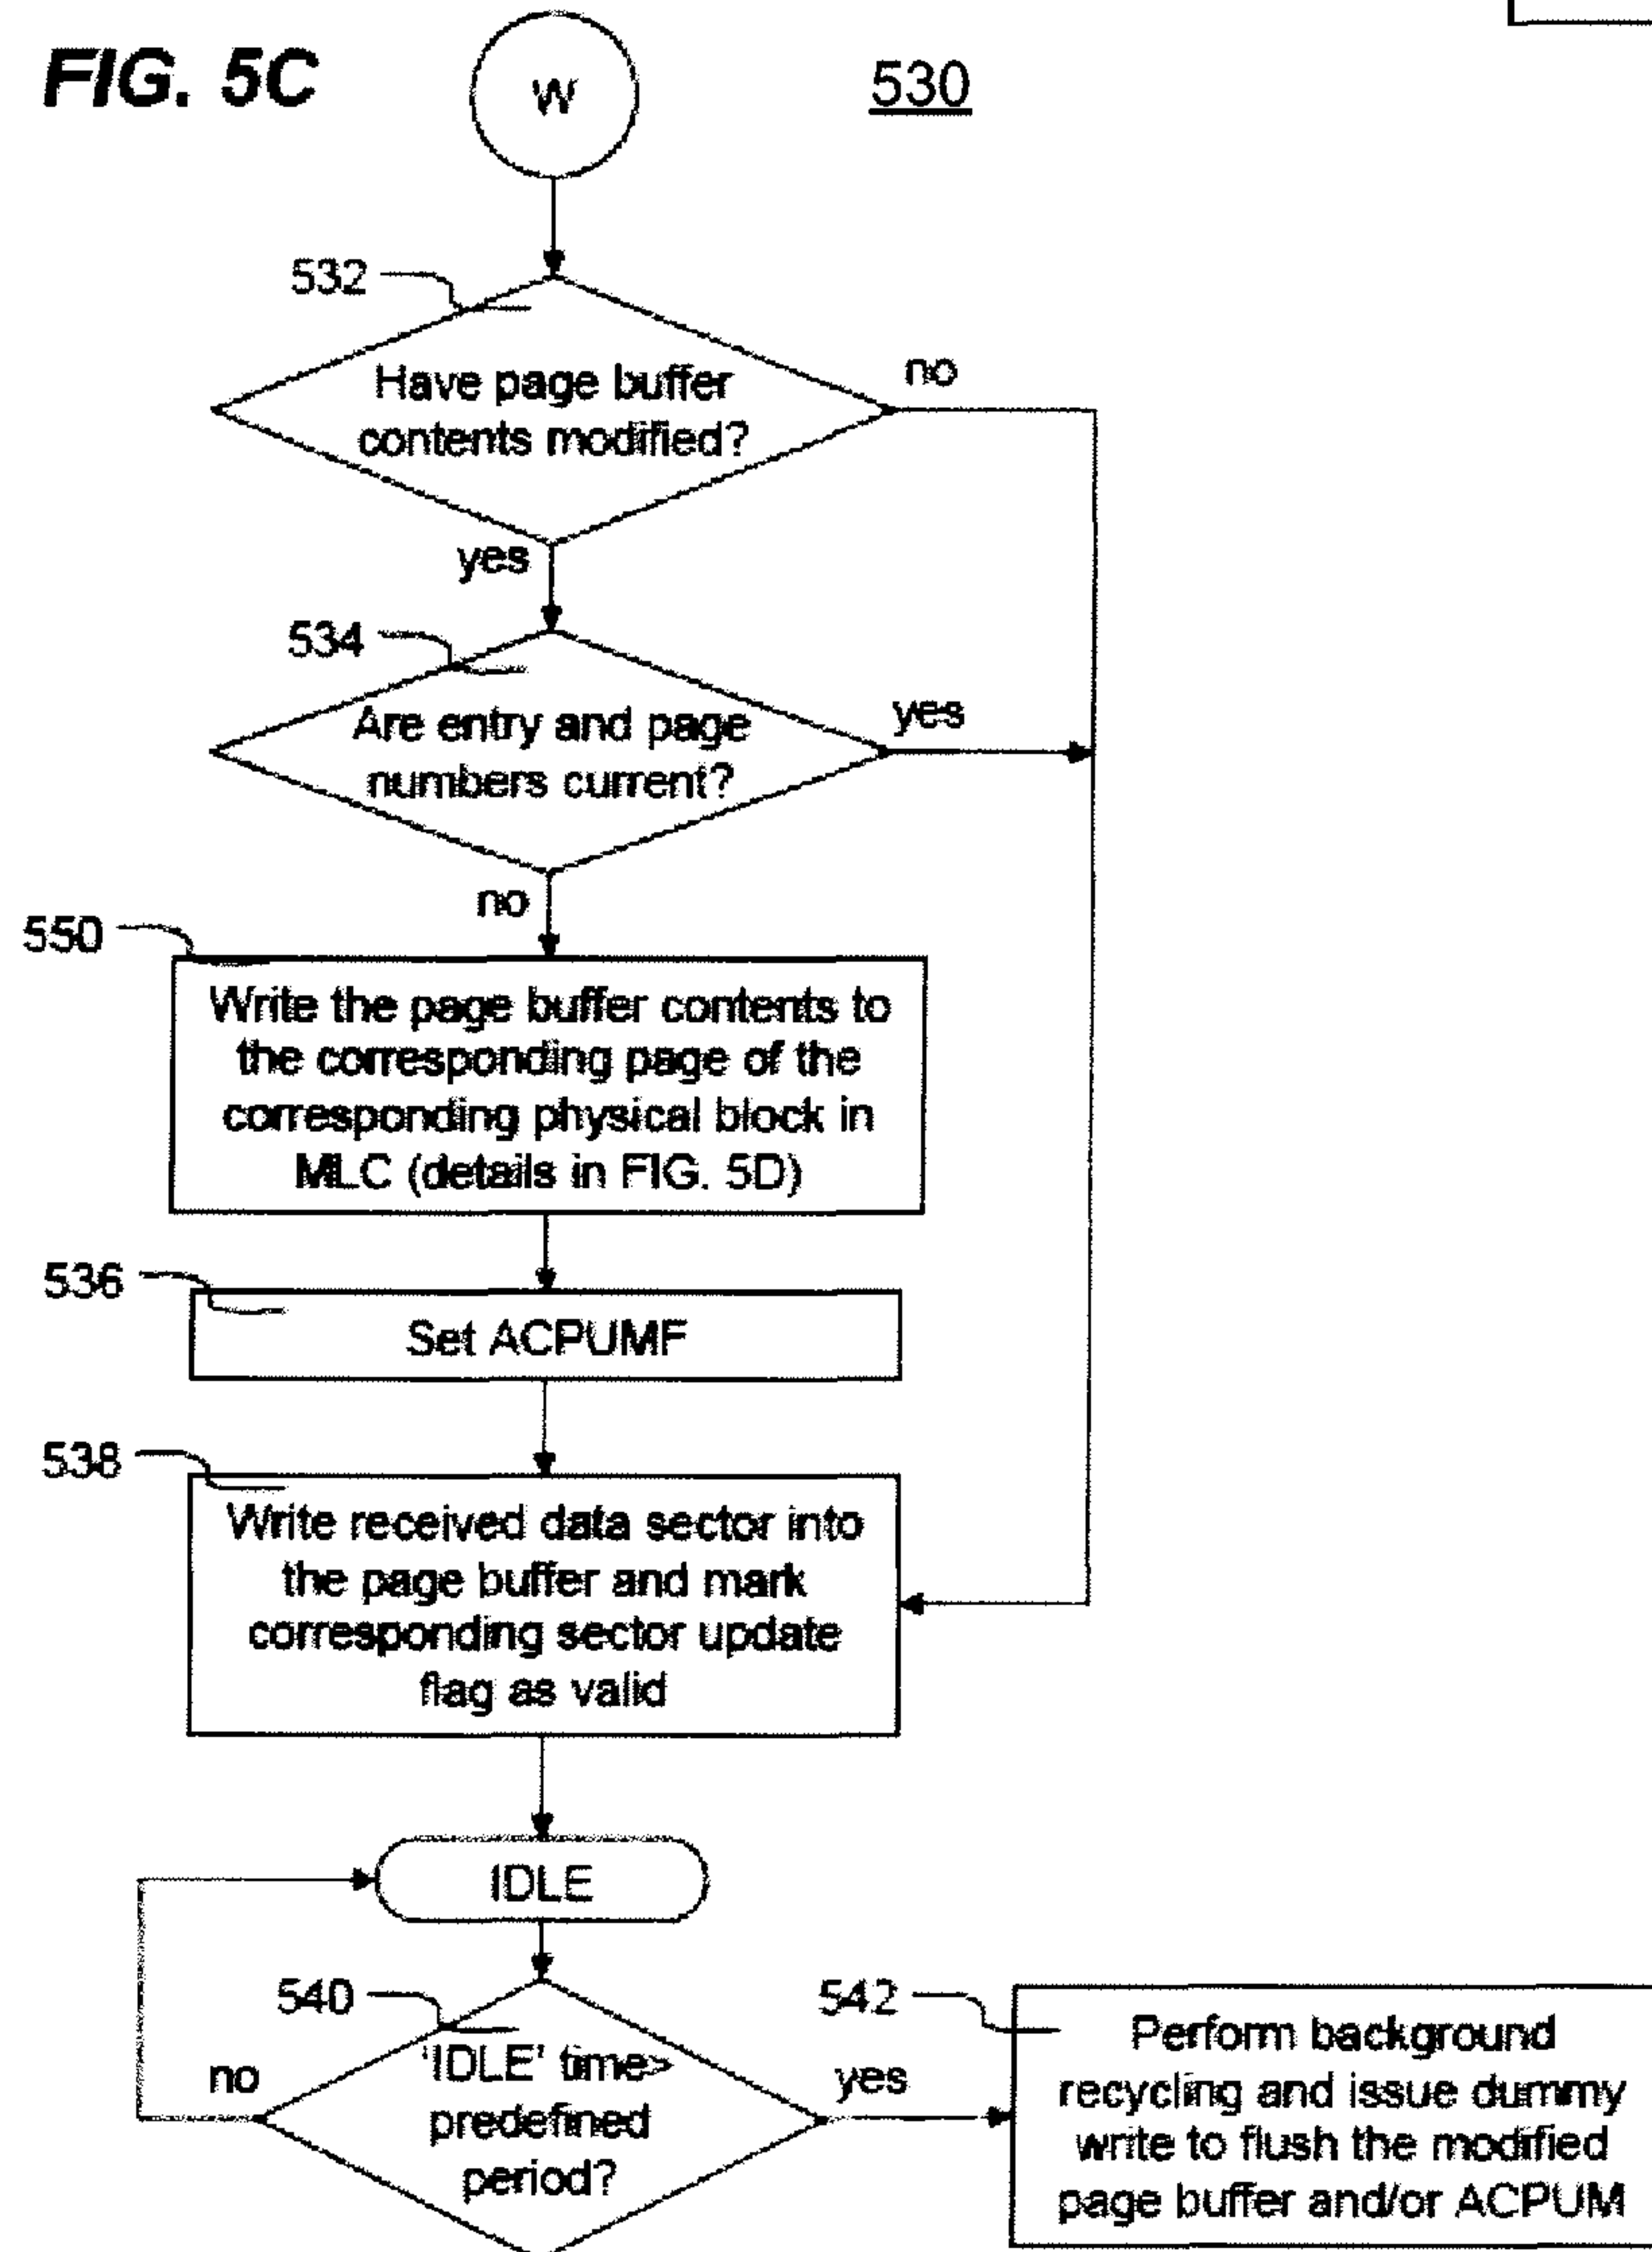 FIG. 5C
W
530
532
Have page buffer
contents modified?
no
yes
534
Are entry and page
numbers current?
yes
no
550
Write the page buffer contents to
the corresponding page of the
corresponding physical block in
MLC (details in FIG. 5D)
536
Set ACPUMF
538
Write received data sector into
the page buffer and mark
corresponding sector update
flag as valid
IDLE
540
'IDLE' time>
predefined
period?
no
yes
542
Perform background
recycling and issue dummy
write to flush the modified
page buffer and/or ACPUM